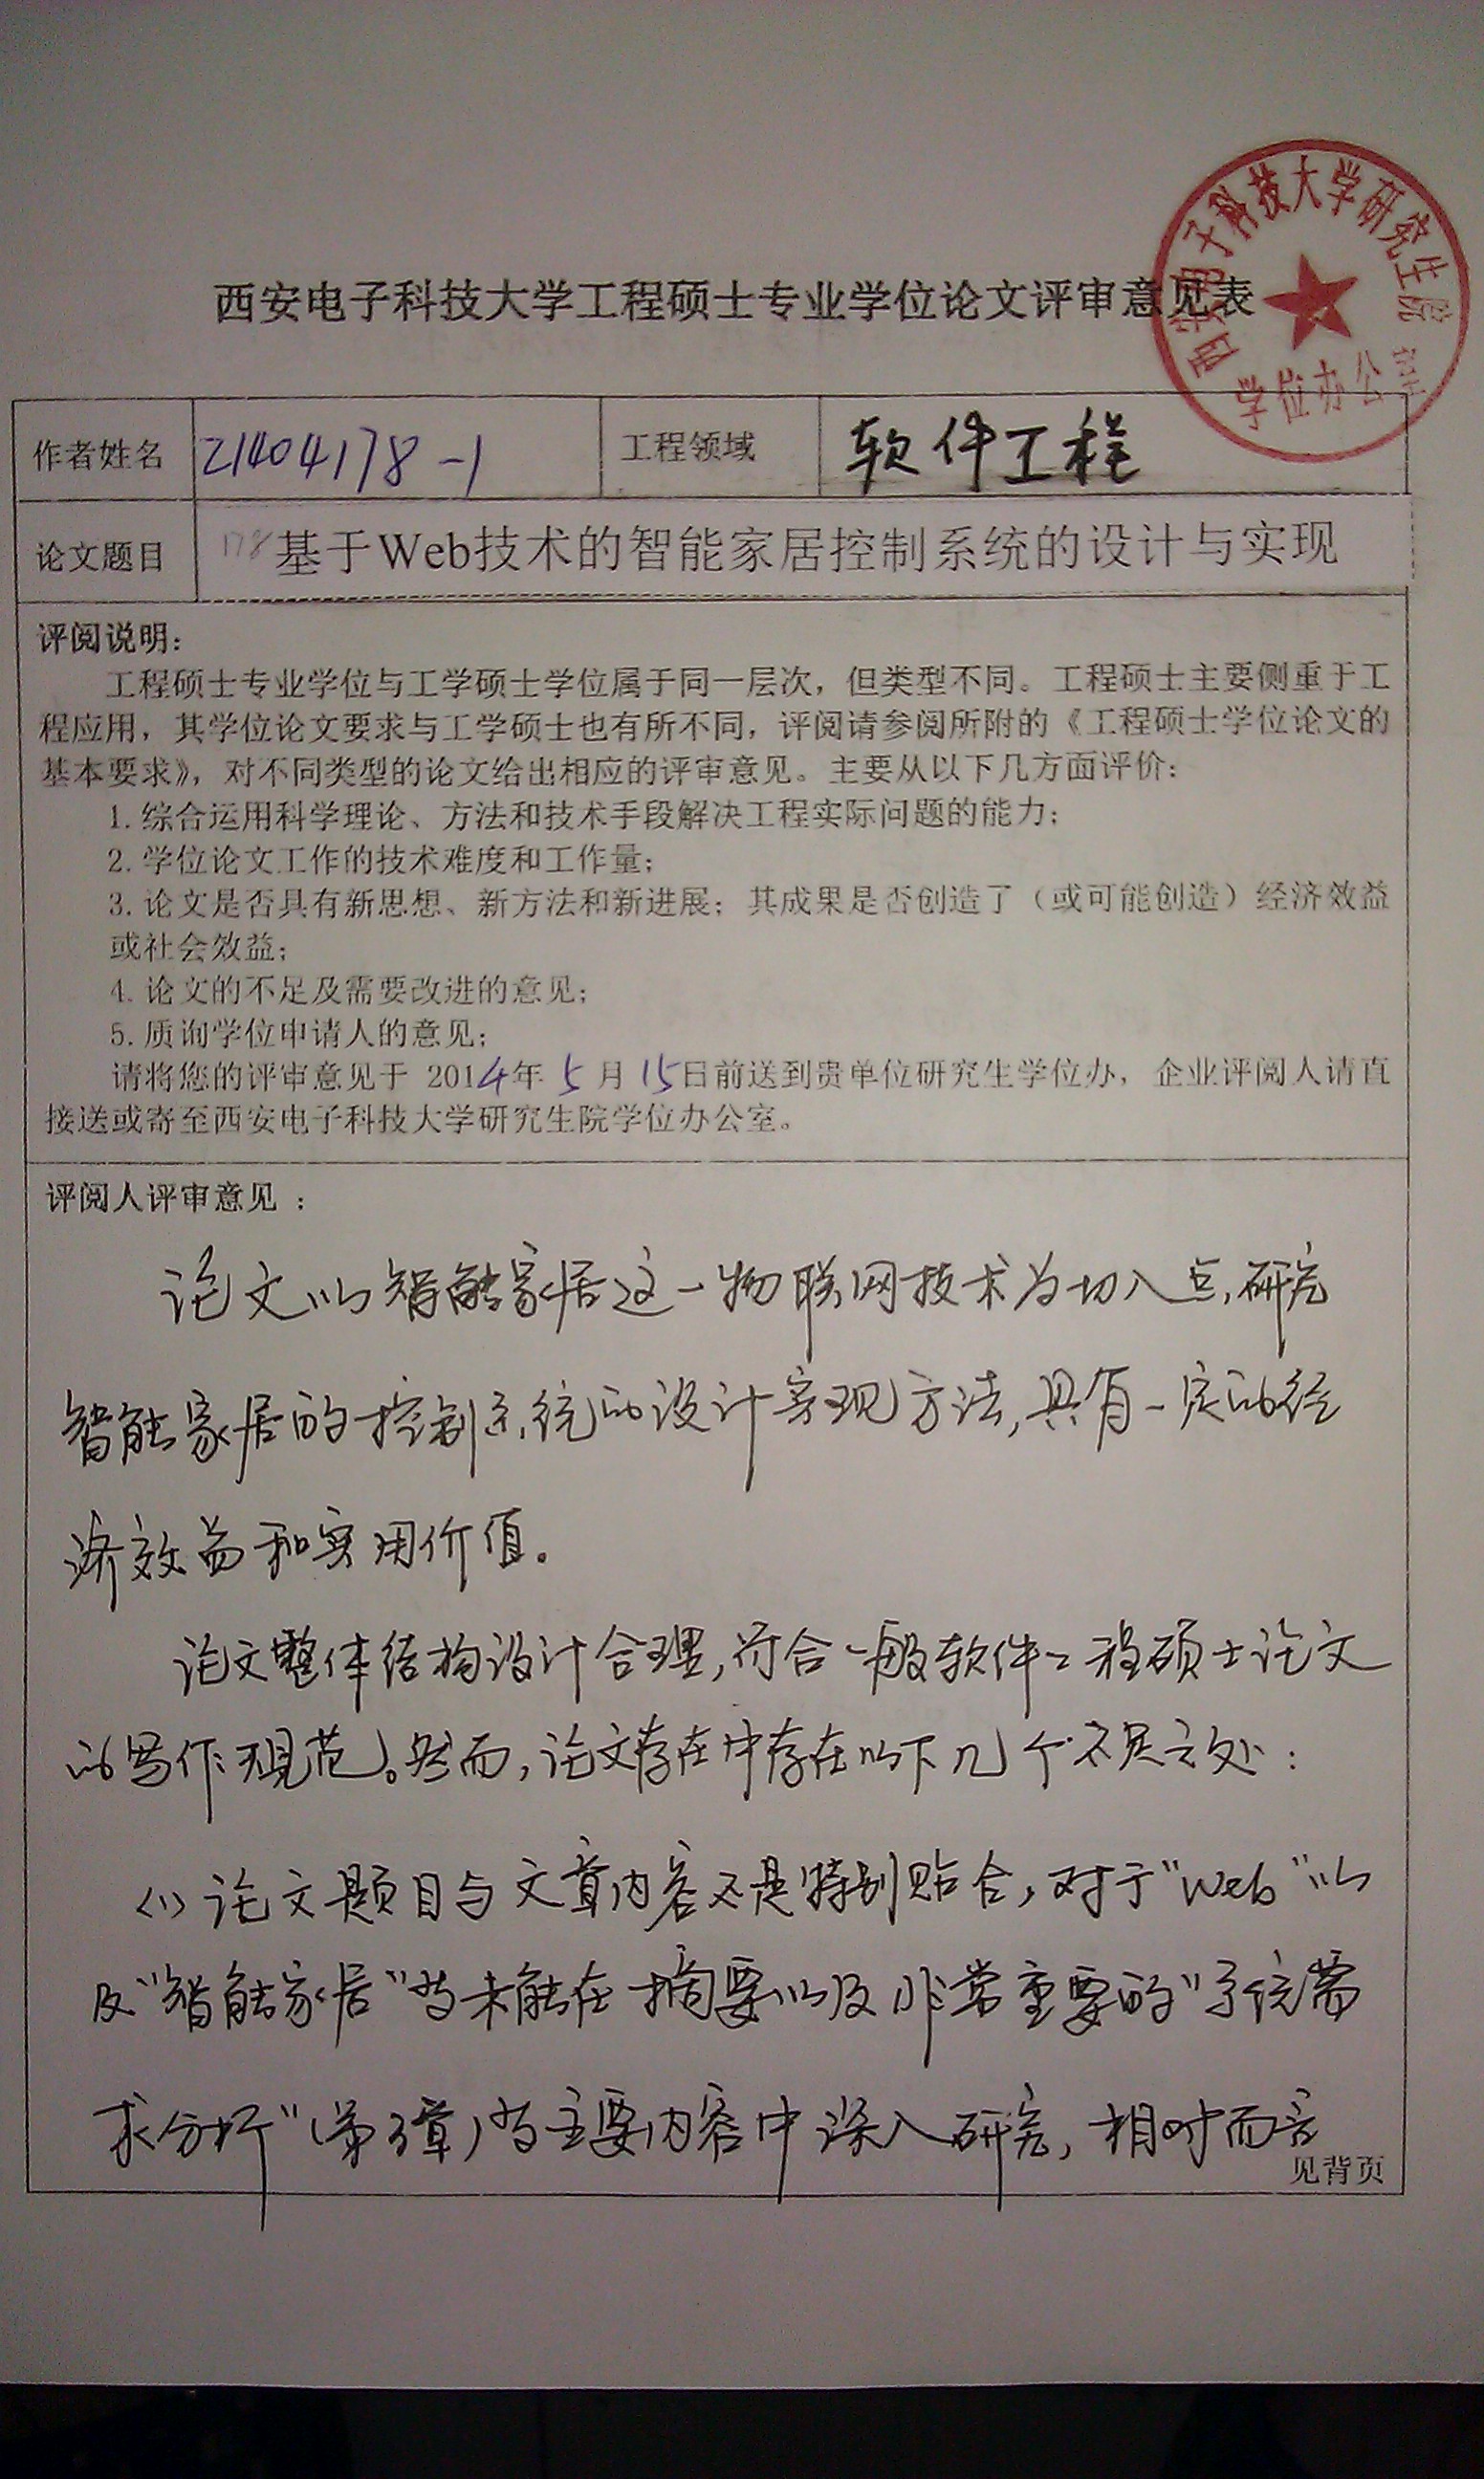 西安电子科技大学研究生院
学位办公室
西安电子科技大学工程硕士专业学位论文评审意见表
作者姓名 21404178-1 工程领域 软件工程
论文题目 178 基于Web技术的智能家居控制系统的设计与实现
评阅说明:
工程硕士专业学位与工学硕士学位属于同一层次，但类型不同。工程硕士主要侧重于工
程应用，其学位论文要求与工学硕士也有所不同，评阅请参阅所附的《工程硕士学位论文的
基本要求》，对不同类型的论文给出相应的评审意见。主要从以下几方面评价:
1.综合运用科学理论、方法和技术手段解决工程实际问题的能力;
2.学位论文工作的技术难度和工作量;
3.论文是否具有新思想、新方法和新进展;其成果是否创造了（或可能创造）经济效益
或社会效益;
4.论文的不足及需要改进的意见;
5.质询学位申请人的意见;
请将您的评审意见于 2014年5月15日前送到贵单位研究生学位办，企业评阅人请直
接送或寄至西安电子科技大学研究生院学位办公室。
评阅人评审意见 :
论文以智能家居这一物联网技术为切入点,研究
智能家居的控制系统的设计实现方法,具有一定的经
济效益和实用价值。
论文整体结构设计合理,符合一般软件工程硕士论文
的写作规范。然而,论文存在中存在以下几个不足之处:
(1)论文题目与文章内容不是特别贴合,对于"Web"以
及"智能家居"等未能在摘要以及非常重要的"系统需
求分析"(第3章)等主要内容中深入研究,相对而言
见背页